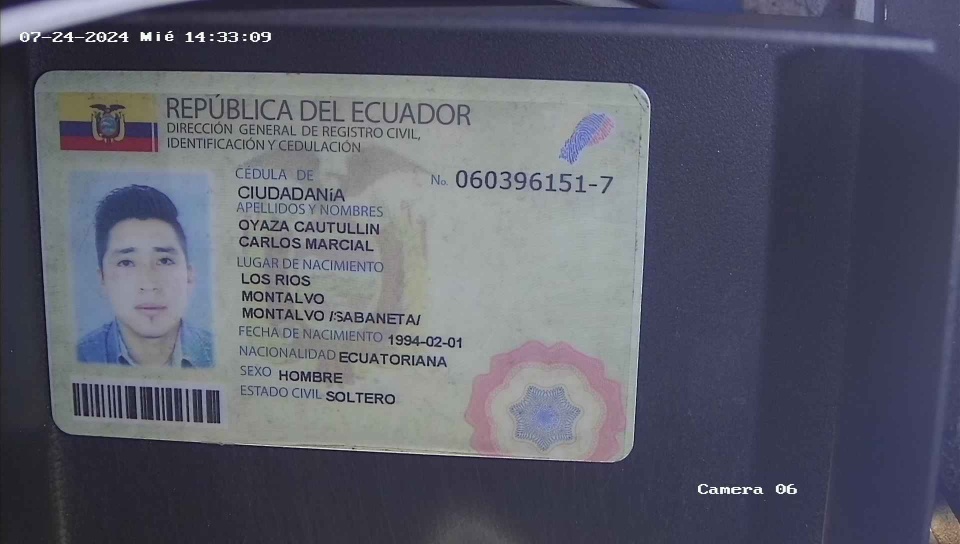 07-24-2024 Mié 14:33:09
REPÚBLICA DEL ECUADOR
DIRECCIÓN GENERAL DE REGISTRO CIVIL,
IDENTIFICACIÓN Y CEDULACIÓN
CÉDULA DE
CIUDADANíA
No. 060396151-7
APELLIDOS Y NOMBRES
OYAZA CAUTULLIN
CARLOS MARCIAL
LUGAR DE NACIMIENTO
LOS RIOS
MONTALVO
MONTALVO /SABANETA/
FECHA DE NACIMIENTO 1994-02-01
NACIONALIDAD ECUATORIANA
SEXO HOMBRE
ESTADO CIVIL SOLTERO
Camera 06